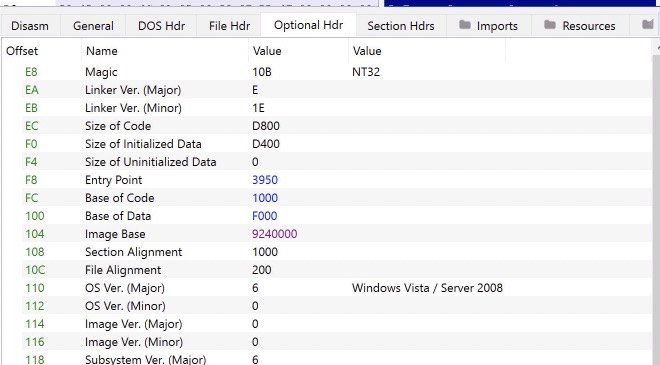 Disasm General DOS Hdr File Hdr Optional Hdr Section Hdrs Imports Resources
Offset Name Value Value
E8 Magic 10B NT32
EA Linker Ver. (Major) E
EB Linker Ver. (Minor) 1E
EC Size of Code D800
F0 Size of Initialized Data D400
F4 Size of Uninitialized Data 0
F8 Entry Point 3950
FC Base of Code 1000
100 Base of Data F000
104 Image Base 9240000
108 Section Alignment 1000
10C File Alignment 200
110 OS Ver. (Major) 6 Windows Vista / Server 2008
112 OS Ver. (Minor) 0
114 Image Ver. (Major) 0
116 Image Ver. (Minor) 0
118 Subsystem Ver. (Major) 6